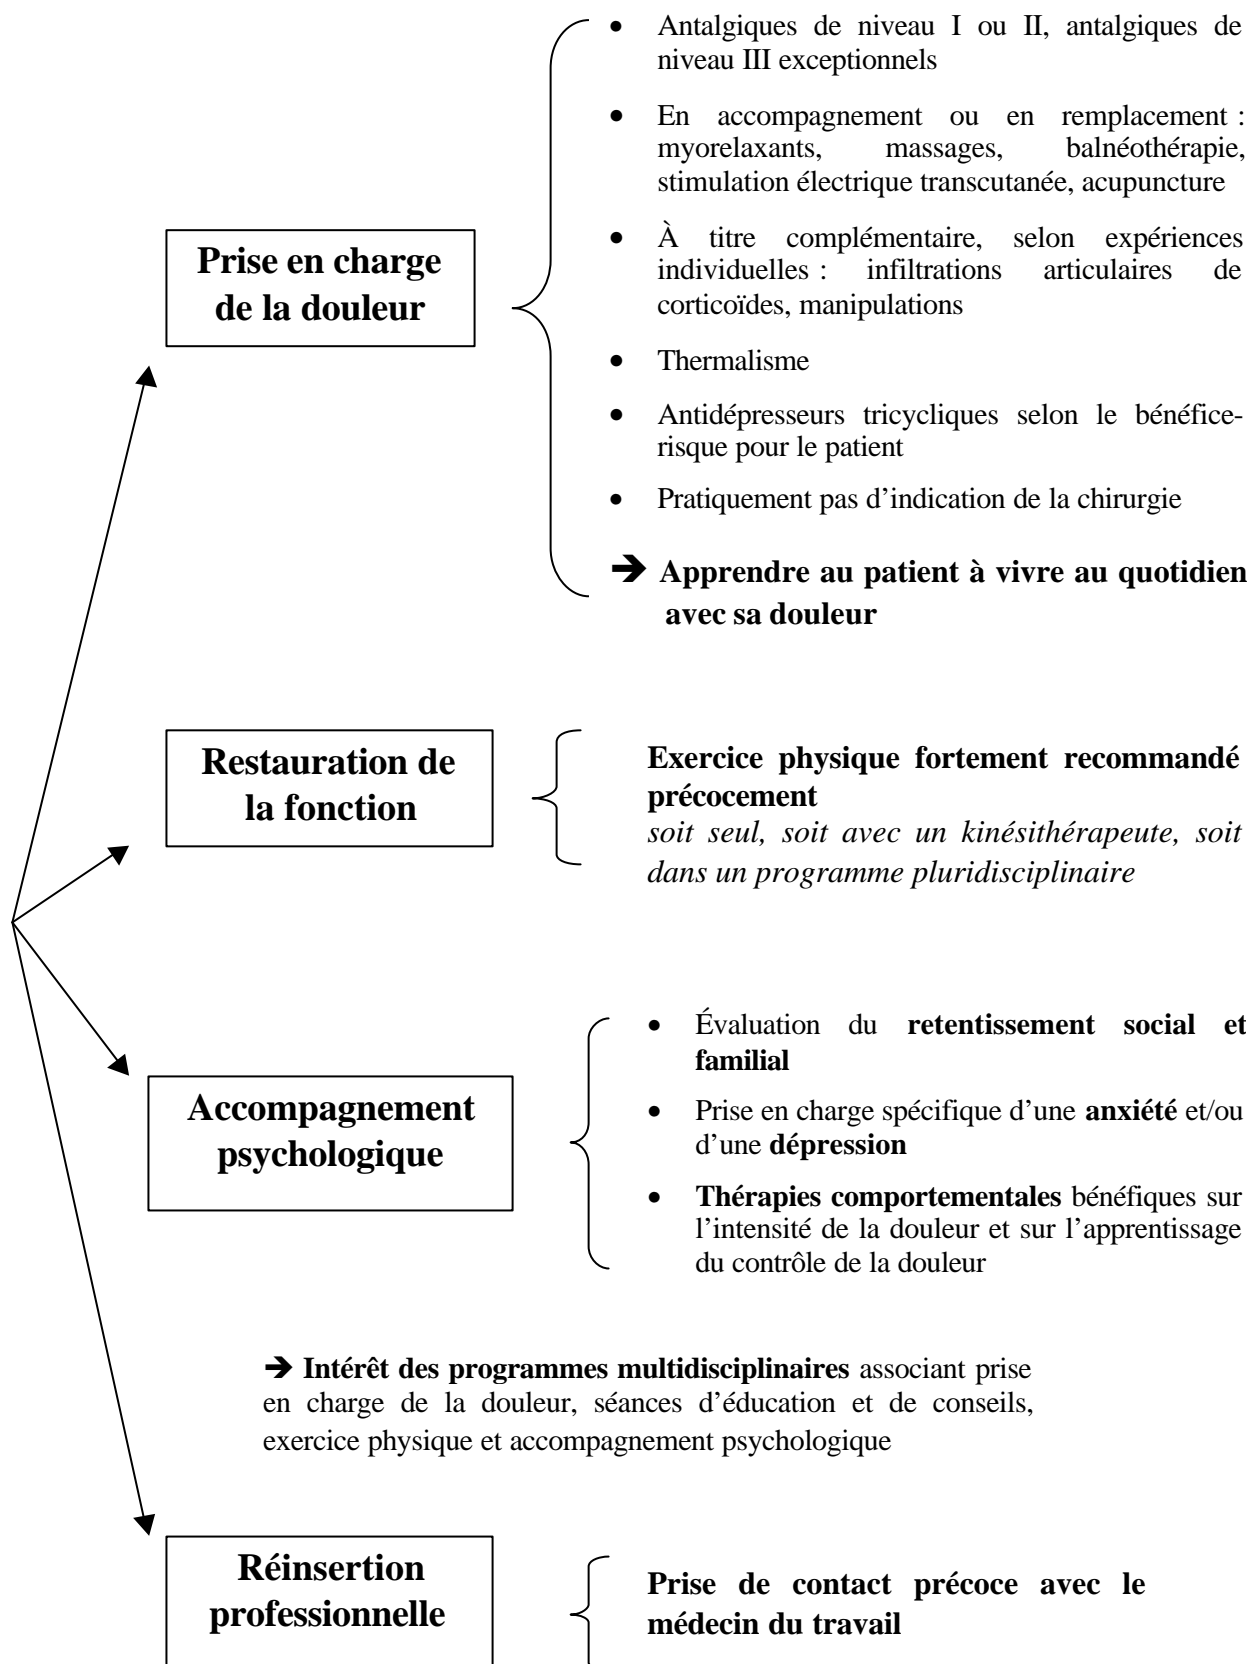 Prise en charge
de la douleur
• Antalgiques de niveau I ou II, antalgiques de
niveau III exceptionnels
• En accompagnement ou en remplacement :
myorelaxants, massages, balnéothérapie,
stimulation électrique transcutanée, acupuncture
• À titre complémentaire, selon expériences
individuelles : infiltrations articulaires de
corticoïdes, manipulations
• Thermalisme
• Antidépresseurs tricycliques selon le bénéfice-
risque pour le patient
• Pratiquement pas d’indication de la chirurgie
➔ Apprendre au patient à vivre au quotidien
avec sa douleur
Restauration de
la fonction
Exercice physique fortement recommandé
précocement
soit seul, soit avec un kinésithérapeute, soit
dans un programme pluridisciplinaire
Accompagnement
psychologique
• Évaluation du retentissement social et
familial
• Prise en charge spécifique d’une anxiété et/ou
d’une dépression
• Thérapies comportementales bénéfiques sur
l’intensité de la douleur et sur l’apprentissage
du contrôle de la douleur
➔ Intérêt des programmes multidisciplinaires associant prise
en charge de la douleur, séances d’éducation et de conseils,
exercice physique et accompagnement psychologique
Réinsertion
professionnelle
Prise de contact précoce avec le
médecin du travail